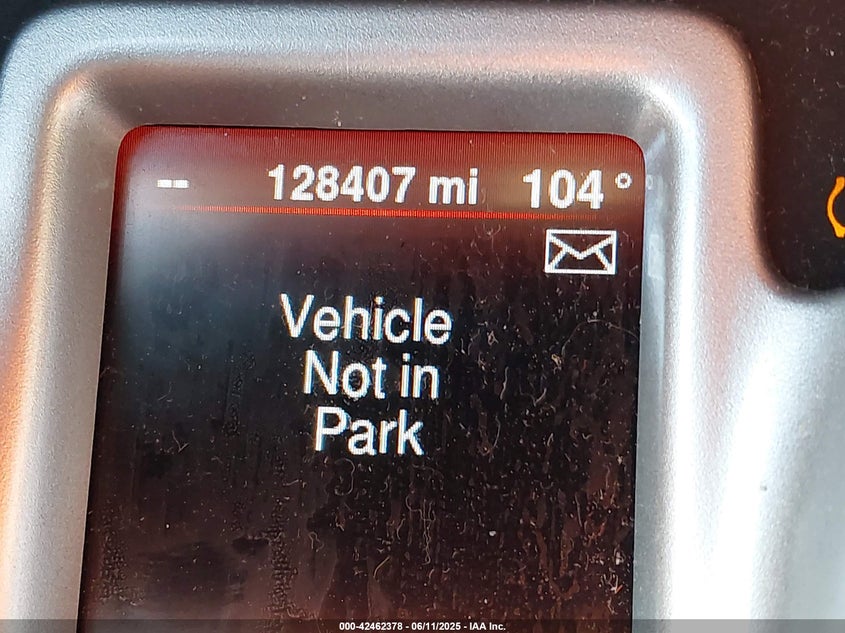 -- 128407 mi 104°
Vehicle
Not in
Park
000-42462378 - 06/11/2025 - IAA Inc.